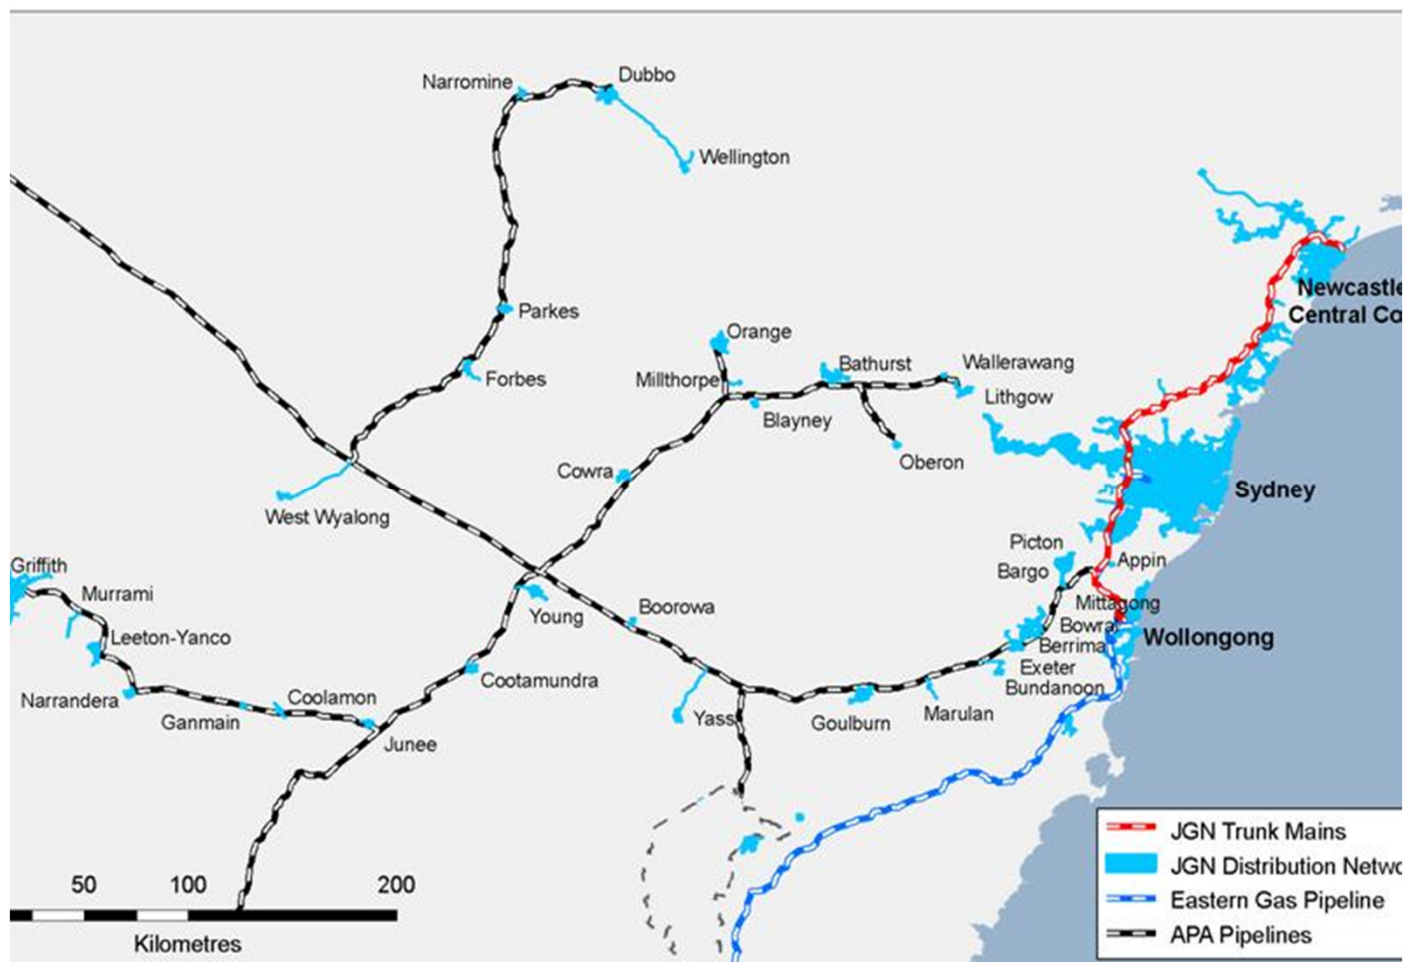 Dubbo
Narromine
Wellington
Parkes
Forbes
Orange
Millthorpe
Bathurst
Wallerawang
Lithgow
Blayney
Oberon
Cowra
West Wyalong
Newcastle
Central Co
Sydney
Picton
Bargo
Appin
Mittagong
Bowra
Berrima
Wollongong
Exeter
Bundanoon
Griffith
Murrami
Leeton-Yanco
Narrandera
Ganmain
Coolamon
Junee
Young
Boorowa
Cootamundra
Yass
Goulburn
Marulan
50 100 200
Kilometres
JGN Trunk Mains
JGN Distribution Netwo
Eastern Gas Pipeline
APA Pipelines